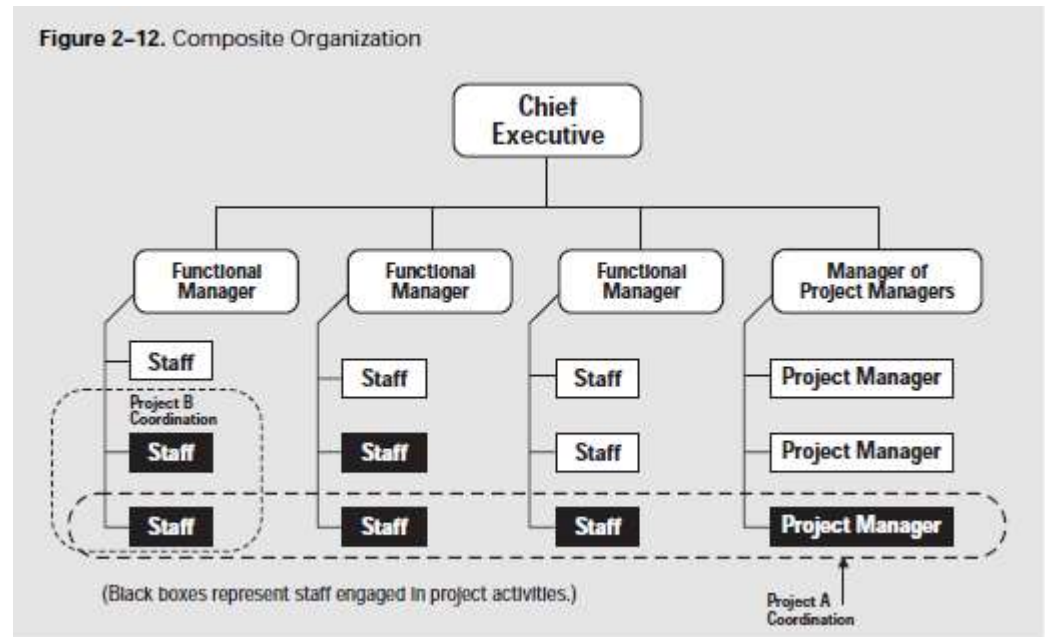 Figure 2–12. Composite Organization
Chief
Executive
Functional
Manager
Functional
Manager
Functional
Manager
Manager of
Project Managers
Staff
Staff
Staff
Project Manager
Project B
Coordination
Staff
Staff
Staff
Project Manager
Staff
Staff
Staff
Project Manager
(Black boxes represent staff engaged in project activities.)
Project A
Coordination